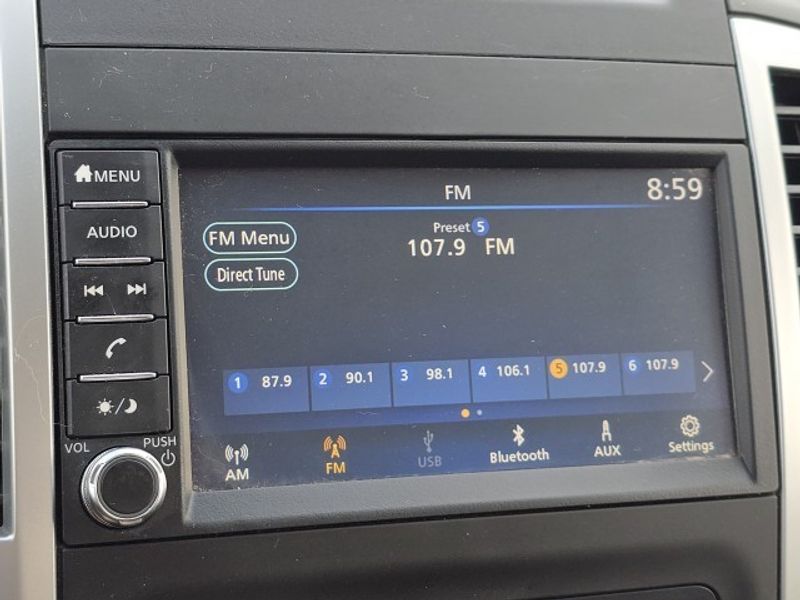 MENU
AUDIO
VOL
PUSH
FM
8:59
FM Menu
Direct Tune
Preset 5
107.9 FM
1 87.9
2 90.1
3 98.1
4 106.1
5 107.9
6 107.9
AM
FM
USB
Bluetooth
AUX
Settings